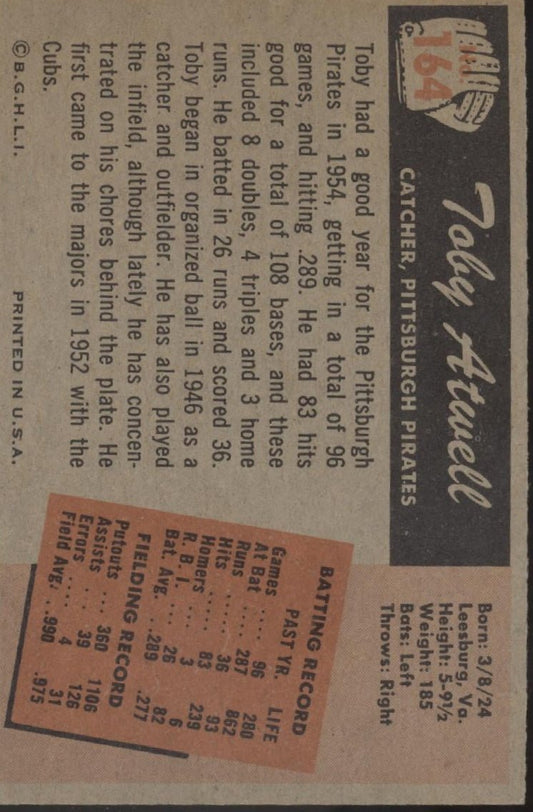 164
Toby Atwell
CATCHER, PITTSBURGH PIRATES
Born: 3/8/24
Leesburg, Va.
Height: 5-9½
Weight: 185
Bats: Left
Throws: Right
Toby had a good year for the Pittsburgh
Pirates in 1954, getting in a total of 96
games, and hitting .289. He had 83 hits
good for a total of 108 bases, and these
included 8 doubles, 4 triples and 3 home
runs. He batted in 26 runs and scored 36.
Toby began in organized ball in 1946 as a
catcher and outfielder. He has also played
the infield, although lately he has concen-
trated on his chores behind the plate. He
first came to the majors in 1952 with the
Cubs.
©B.G.H.L.I. PRINTED IN U.S.A.
BATTING RECORD
PAST YR. LIFE
Games ..... 96 280
At Bat ..... 287 862
Runs ..... 36 93
Hits ..... 83 239
Homers ..... 3 6
R. B. I. .... 26 82
Bat. Avg. .. .289 .277
FIELDING RECORD
Putouts ... 360 1106
Assists .... 39 126
Errors .... 4 31
Field Avg. .. .990 .975